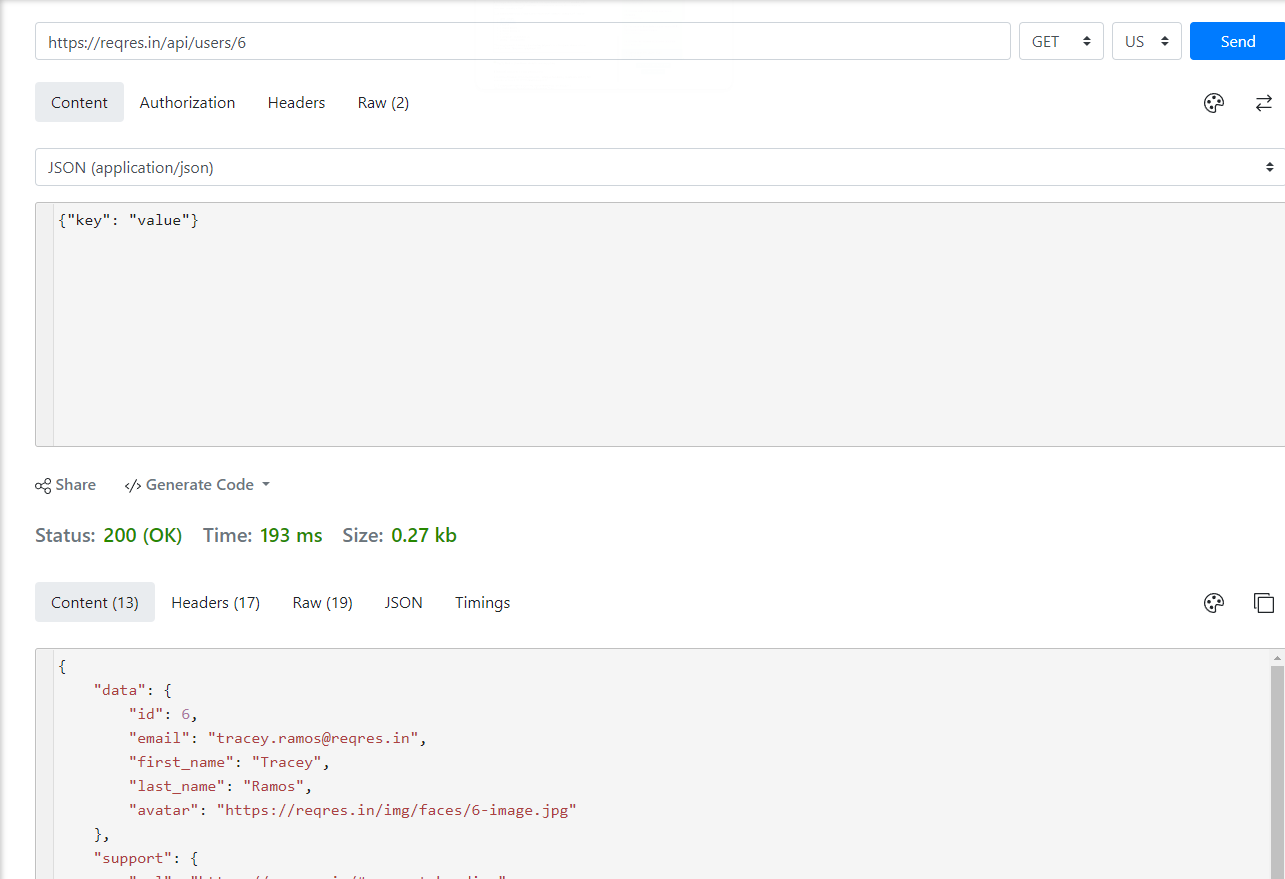 https://reqres.in/api/users/6 GET US Send
Content Authorization Headers Raw (2)
JSON (application/json)
{"key": "value"}
Share </> Generate Code
Status: 200 (OK) Time: 193 ms Size: 0.27 kb
Content (13) Headers (17) Raw (19) JSON Timings
{
"data": {
"id": 6,
"email": "tracey.ramos@reqres.in",
"first_name": "Tracey",
"last_name": "Ramos",
"avatar": "https://reqres.in/img/faces/6-image.jpg"
},
"support": {